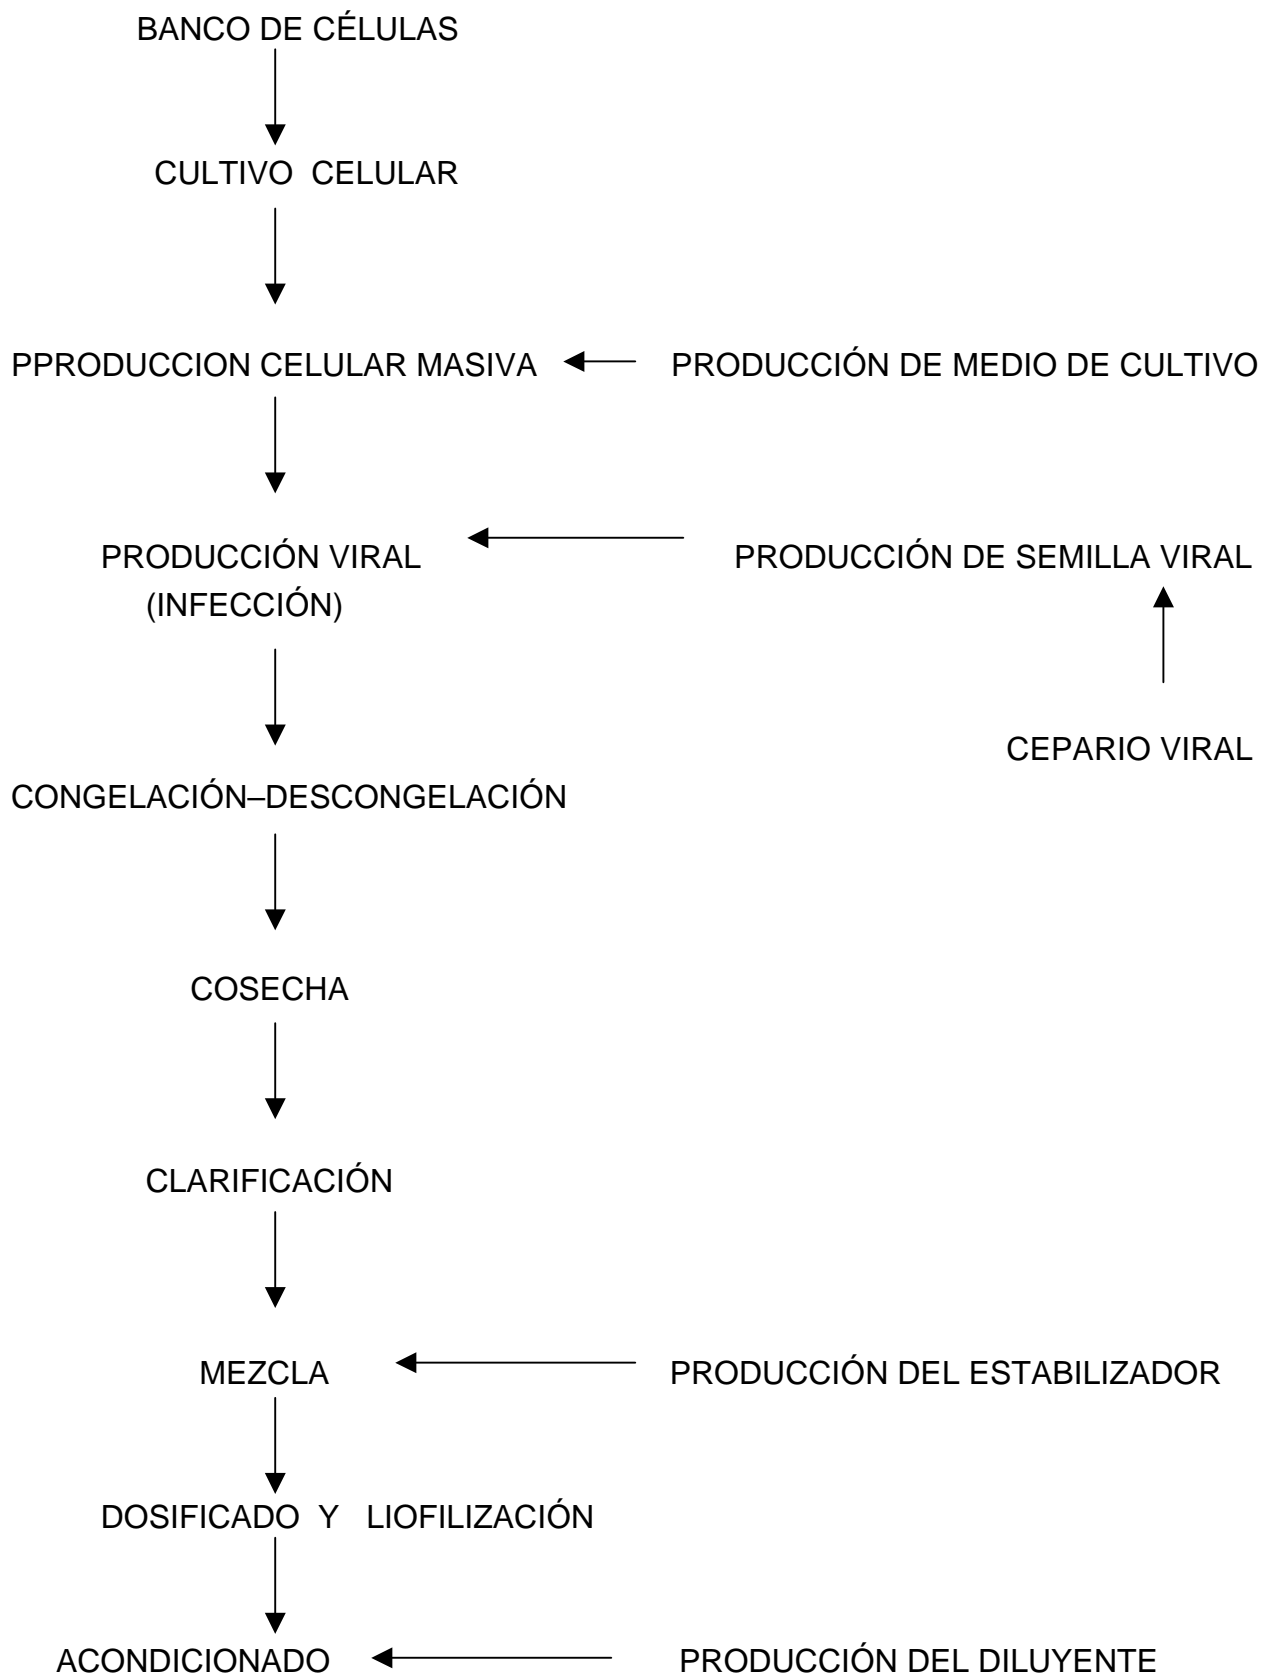 BANCO DE CÉLULAS
CULTIVO CELULAR
PPRODUCCION CELULAR MASIVA
PRODUCCIÓN DE MEDIO DE CULTIVO
PRODUCCIÓN VIRAL
(INFECCIÓN)
PRODUCCIÓN DE SEMILLA VIRAL
CEPARIO VIRAL
CONGELACIÓN–DESCONGELACIÓN
COSECHA
CLARIFICACIÓN
MEZCLA
PRODUCCIÓN DEL ESTABILIZADOR
DOSIFICADO Y LIOFILIZACIÓN
ACONDICIONADO
PRODUCCIÓN DEL DILUYENTE